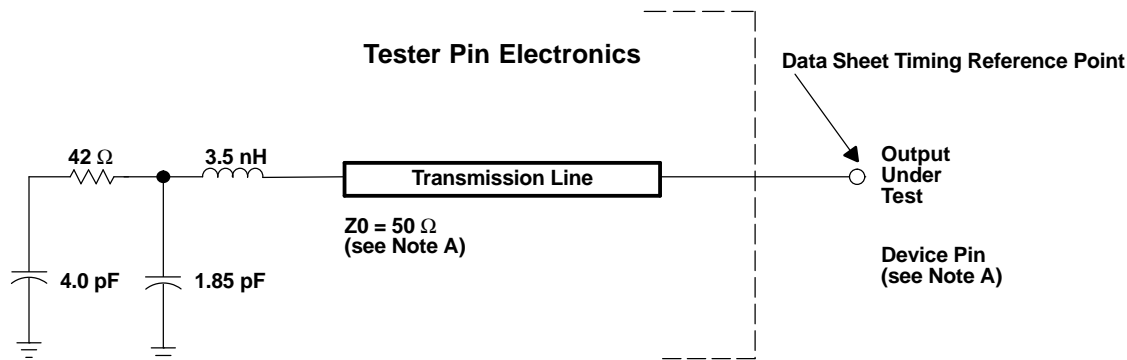 Tester Pin Electronics
Data Sheet Timing Reference Point
42 Ω
3.5 nH
Transmission Line
Output
Under
Test
Z0 = 50 Ω
(see Note A)
Device Pin
(see Note A)
4.0 pF
1.85 pF